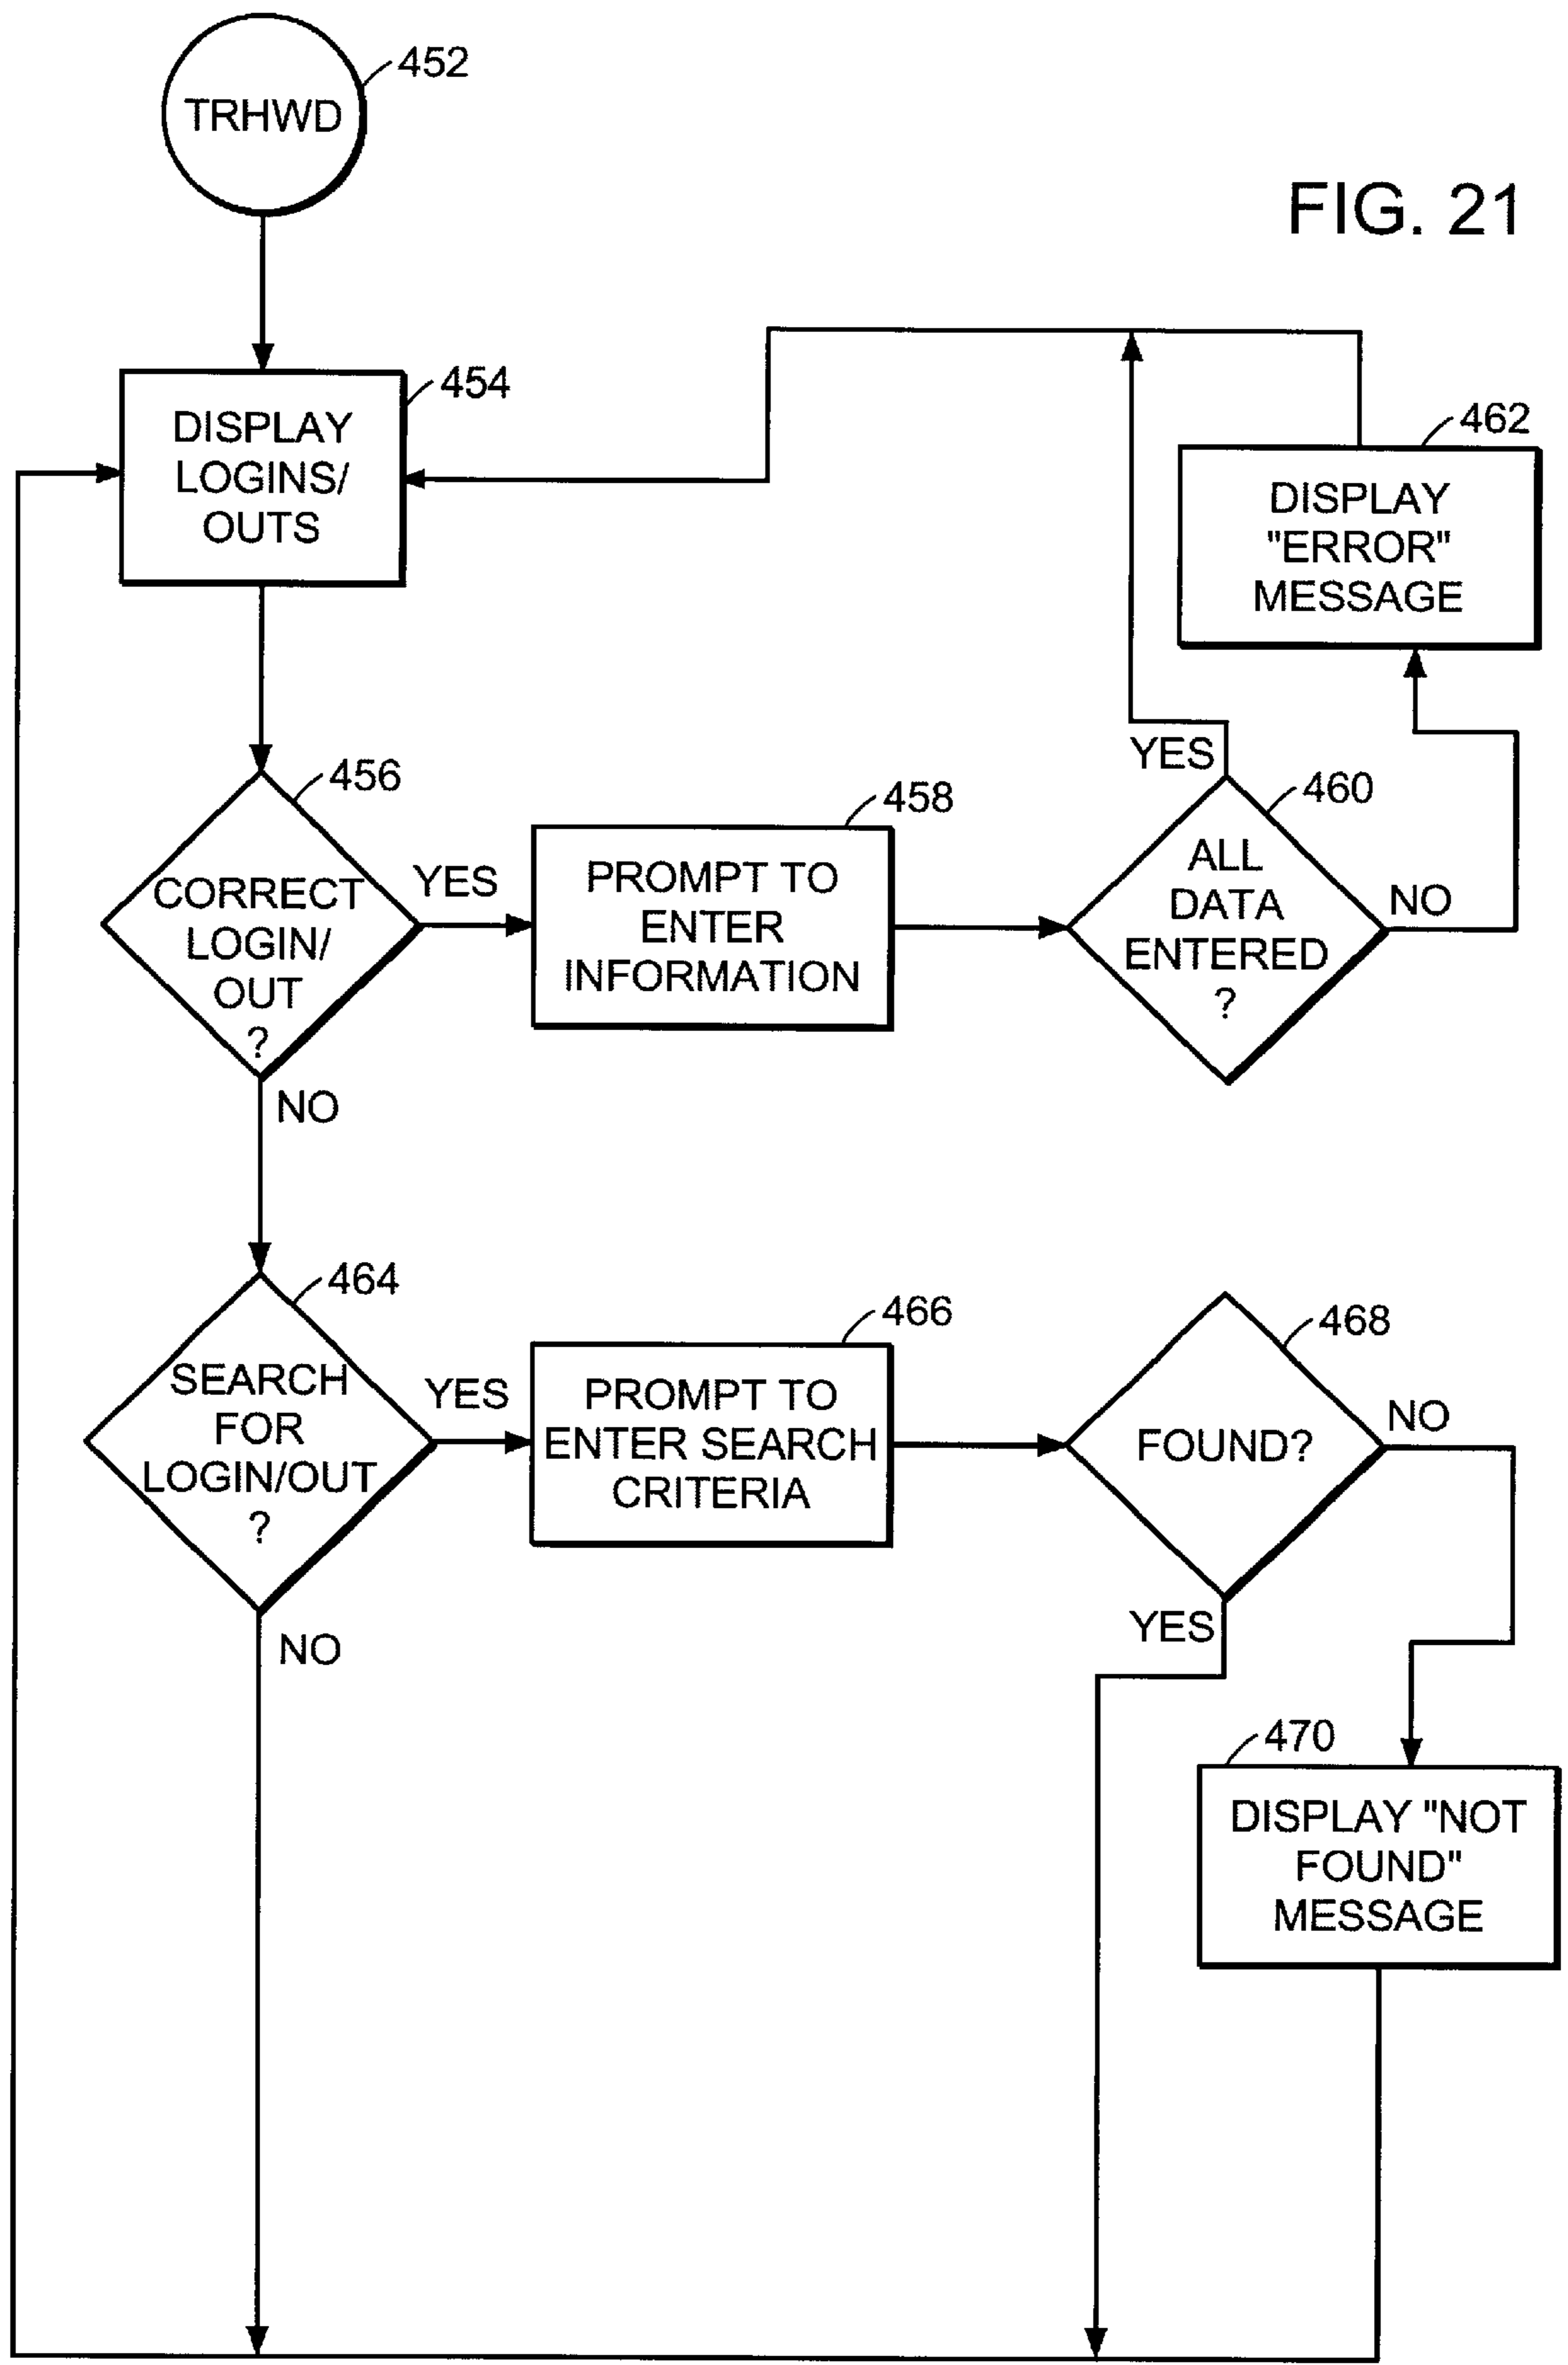 452
TRHWD
FIG. 21
454
DISPLAY
LOGINS/
OUTS
462
DISPLAY
"ERROR"
MESSAGE
456
CORRECT
LOGIN/
OUT
?
YES
NO
458
PROMPT TO
ENTER
INFORMATION
YES
460
ALL
DATA
ENTERED
?
NO
464
SEARCH
FOR
LOGIN/OUT
?
YES
NO
466
PROMPT TO
ENTER SEARCH
CRITERIA
468
FOUND?
NO
YES
470
DISPLAY "NOT
FOUND"
MESSAGE